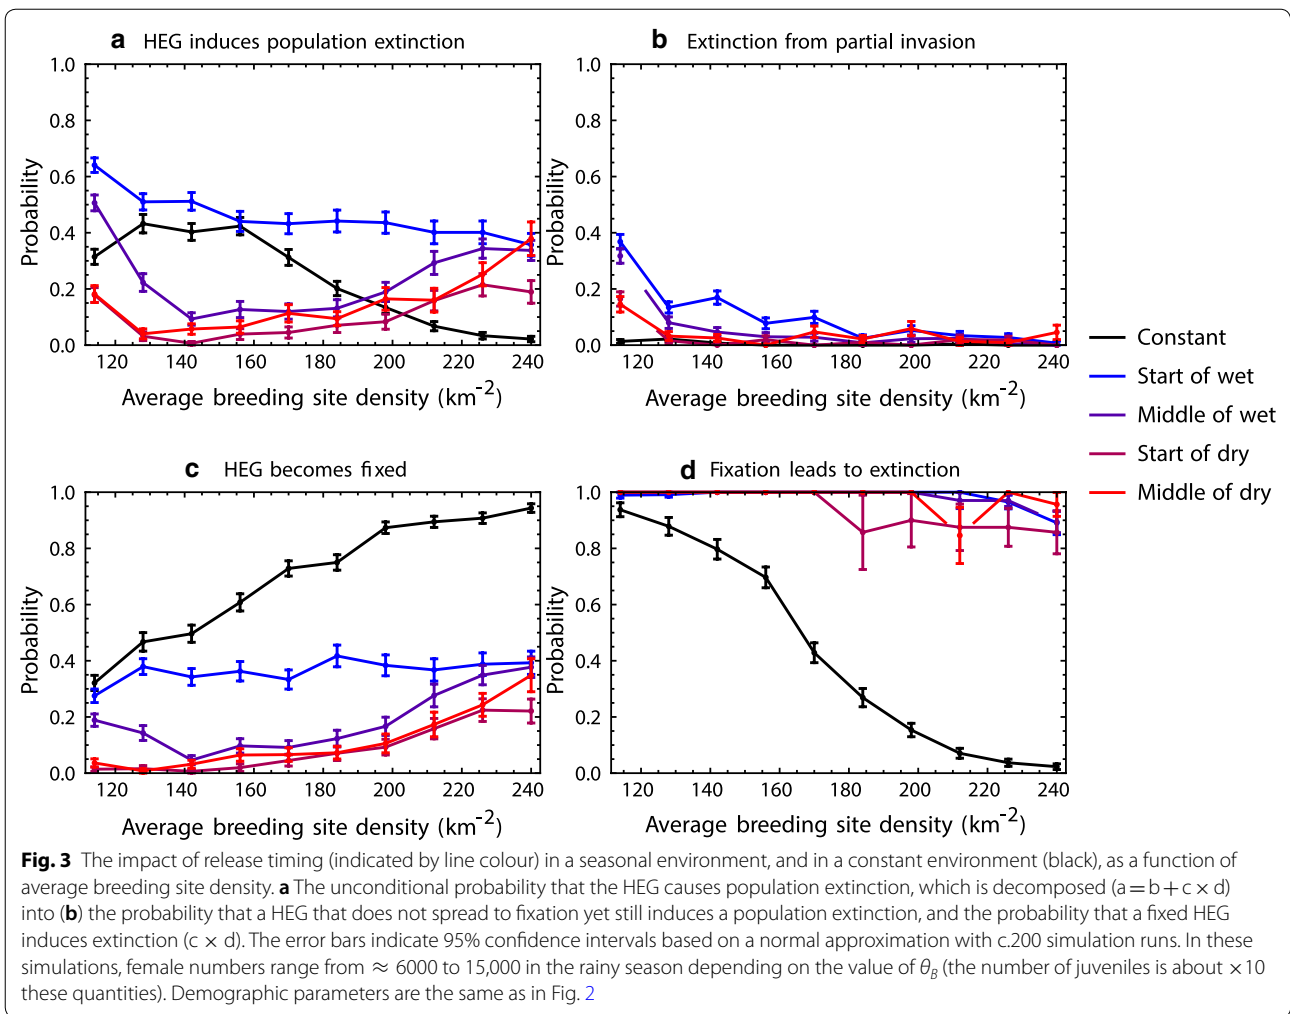 a HEG induces population extinction
b Extinction from partial invasion
1.0
0.8
0.6
0.4
0.2
0.0
Probability
120 140 160 180 200 220 240
Average breeding site density (km-2)
1.0
0.8
0.6
0.4
0.2
0.0
Probability
120 140 160 180 200 220 240
Average breeding site density (km-2)
Constant
Start of wet
Middle of wet
Start of dry
Middle of dry
c HEG becomes fixed
d Fixation leads to extinction
1.0
0.8
0.6
0.4
0.2
0.0
Probability
120 140 160 180 200 220 240
Average breeding site density (km-2)
1.0
0.8
0.6
0.4
0.2
0.0
Probability
120 140 160 180 200 220 240
Average breeding site density (km-2)
Fig. 3 The impact of release timing (indicated by line colour) in a seasonal environment, and in a constant environment (black), as a function of
average breeding site density. a The unconditional probability that the HEG causes population extinction, which is decomposed (a = b + c × d)
into (b) the probability that a HEG that does not spread to fixation yet still induces a population extinction, and the probability that a fixed HEG
induces extinction (c × d). The error bars indicate 95% confidence intervals based on a normal approximation with c.200 simulation runs. In these
simulations, female numbers range from ≈ 6000 to 15,000 in the rainy season depending on the value of θB (the number of juveniles is about ×10
these quantities). Demographic parameters are the same as in Fig. 2